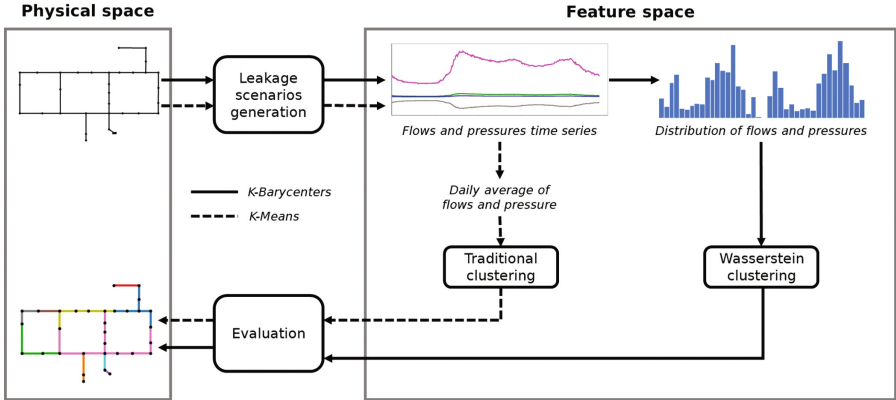 Physical space
Feature space
Leakage
scenarios
generation
Flows and pressures time series
Distribution of flows and pressures
K-Barycenters
K-Means
Daily average of
flows and pressure
Traditional
clustering
Wasserstein
clustering
Evaluation